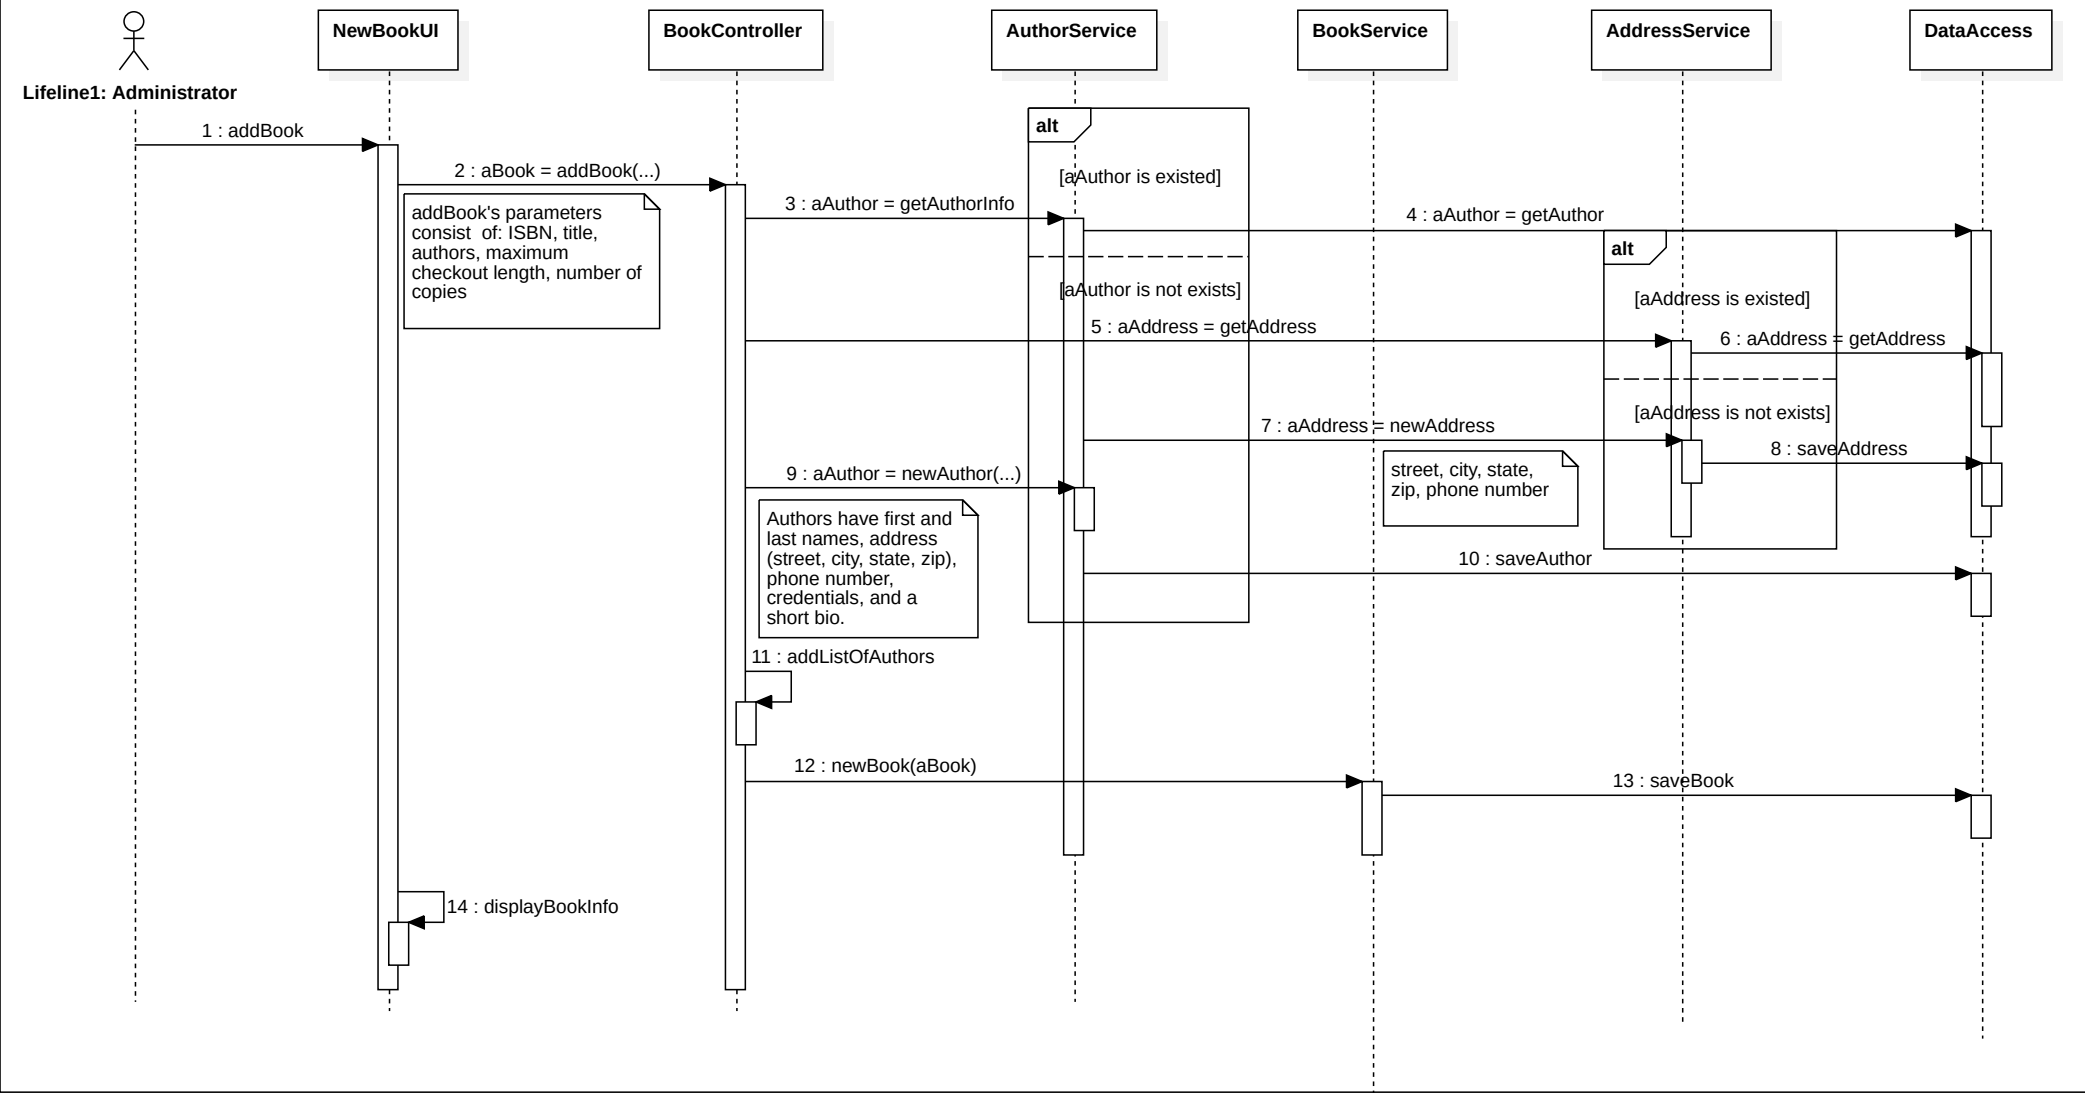 NewBookUI
BookController
AuthorService
BookService
AddressService
DataAccess
Lifeline1: Administrator
alt
1 : addBook
2 : aBook = addBook(...)
[aAuthor is existed]
3 : aAuthor = getAuthorInfo
4 : aAuthor = getAuthor
addBook's parameters
consist  of: ISBN, title,
authors, maximum
checkout length, number of
copies
alt
[aAuthor is not exists]
[aAddress is existed]
5 : aAddress = getAddress
6 : aAddress = getAddress
[aAddress is not exists]
7 : aAddress = newAddress
8 : saveAddress
street, city, state,
zip, phone number
9 : aAuthor = newAuthor(...)
Authors have first and
last names, address
(street, city, state, zip),
phone number,
credentials, and a
short bio.
10 : saveAuthor
11 : addListOfAuthors
12 : newBook(aBook)
13 : saveBook
14 : displayBookInfo